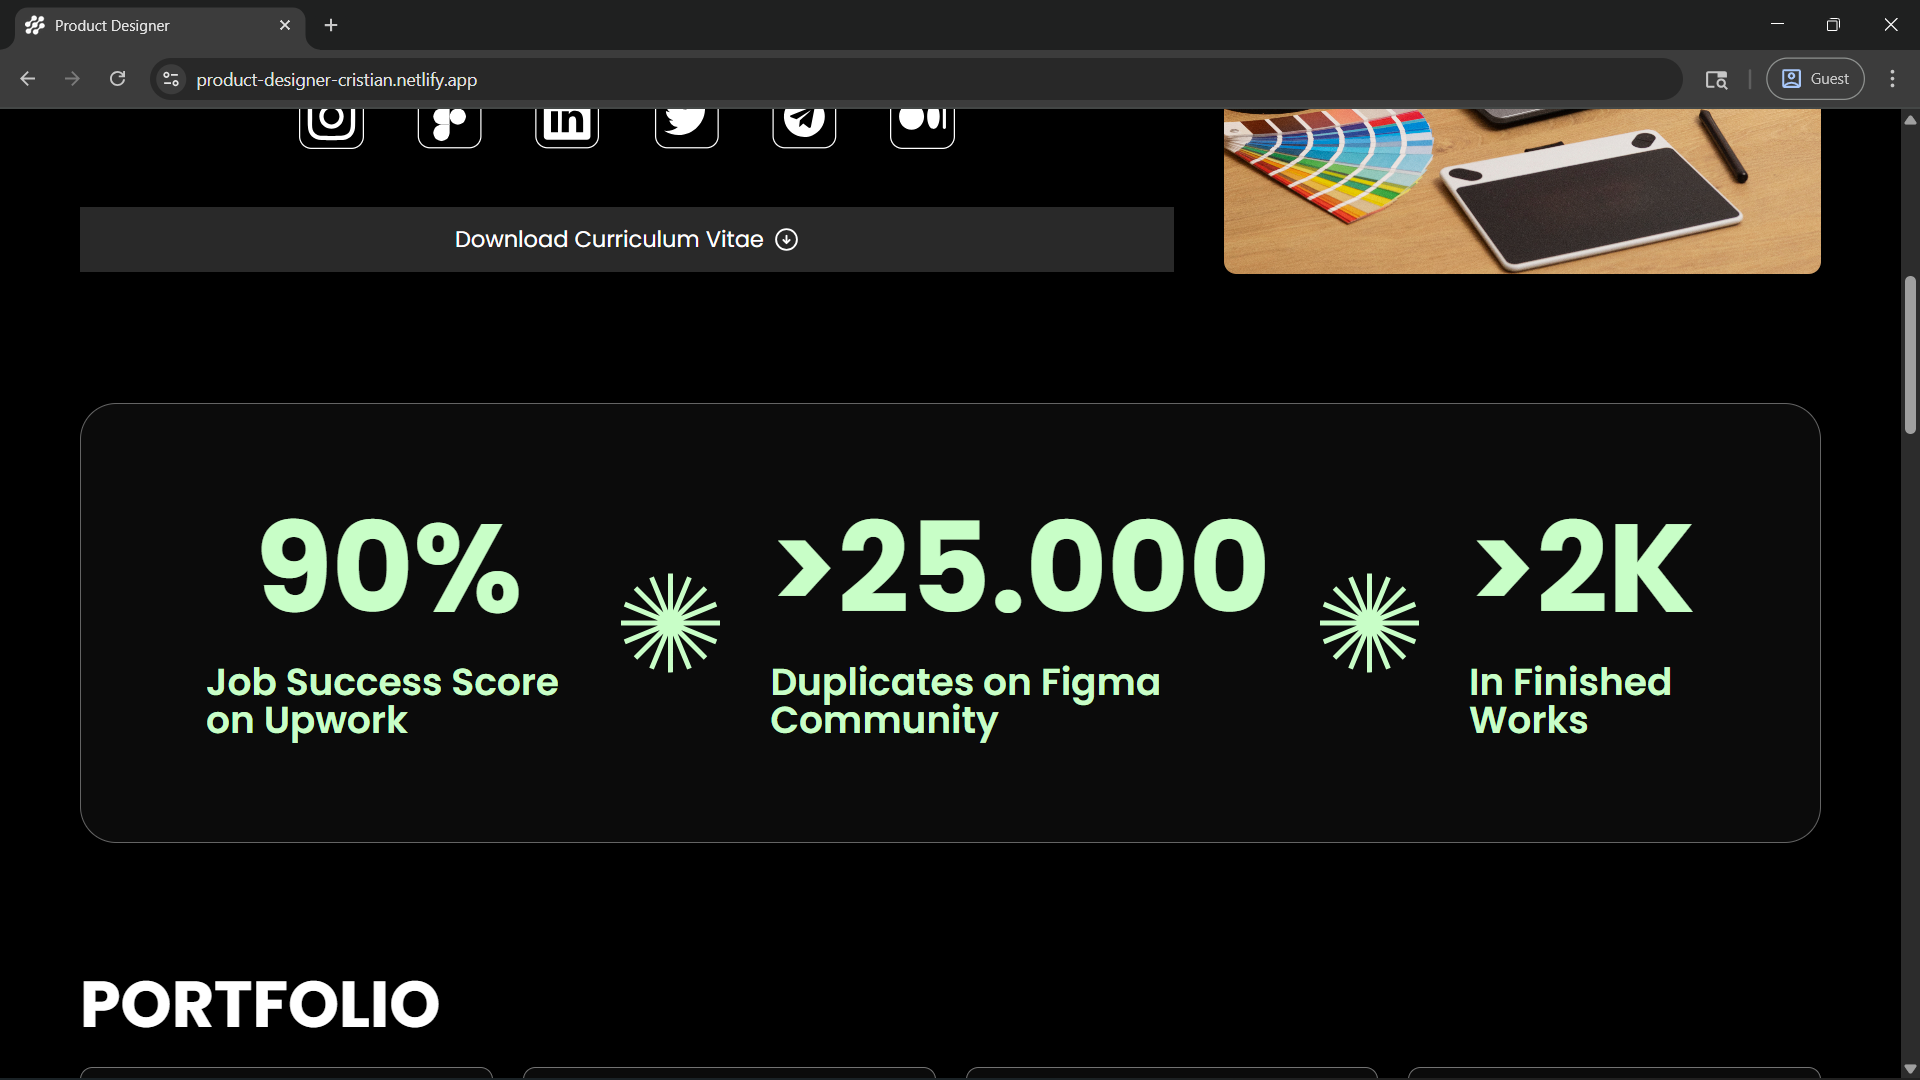 Product Designer
product-designer-cristian.netlify.app
Guest
in
Download Curriculum Vitae
90%
Job Success Score
on Upwork
>25.000
Duplicates on Figma
Community
>2K
In Finished
Works
PORTFOLIO